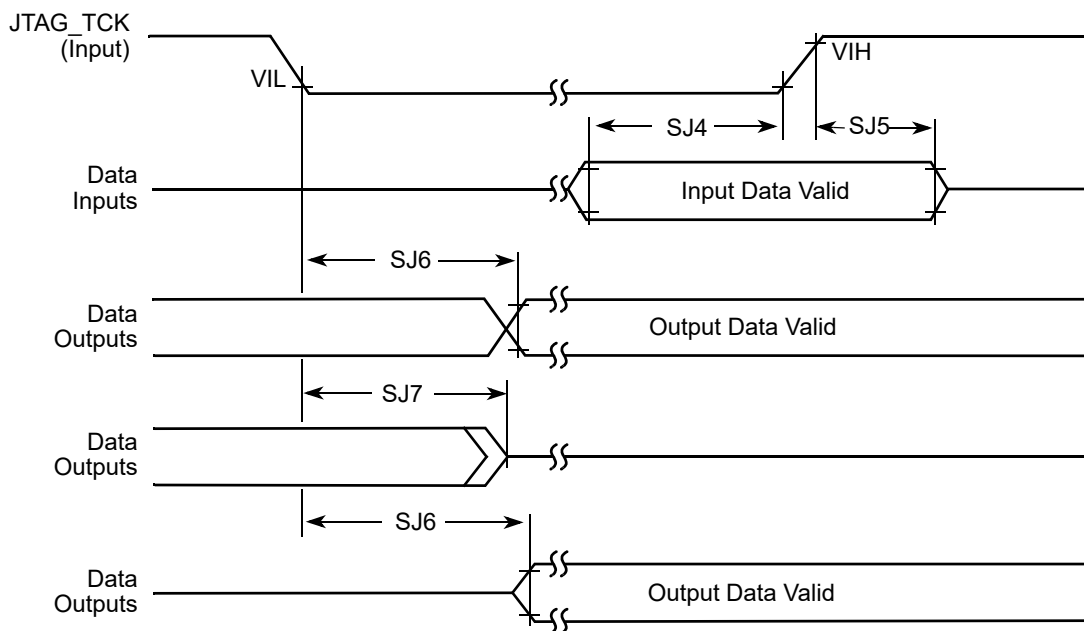 JTAG_TCK
(Input)
VIL
VIH
SJ4
SJ5
Data
Inputs
Input Data Valid
SJ6
Data
Outputs
Output Data Valid
SJ7
Data
Outputs
SJ6
Data
Outputs
Output Data Valid